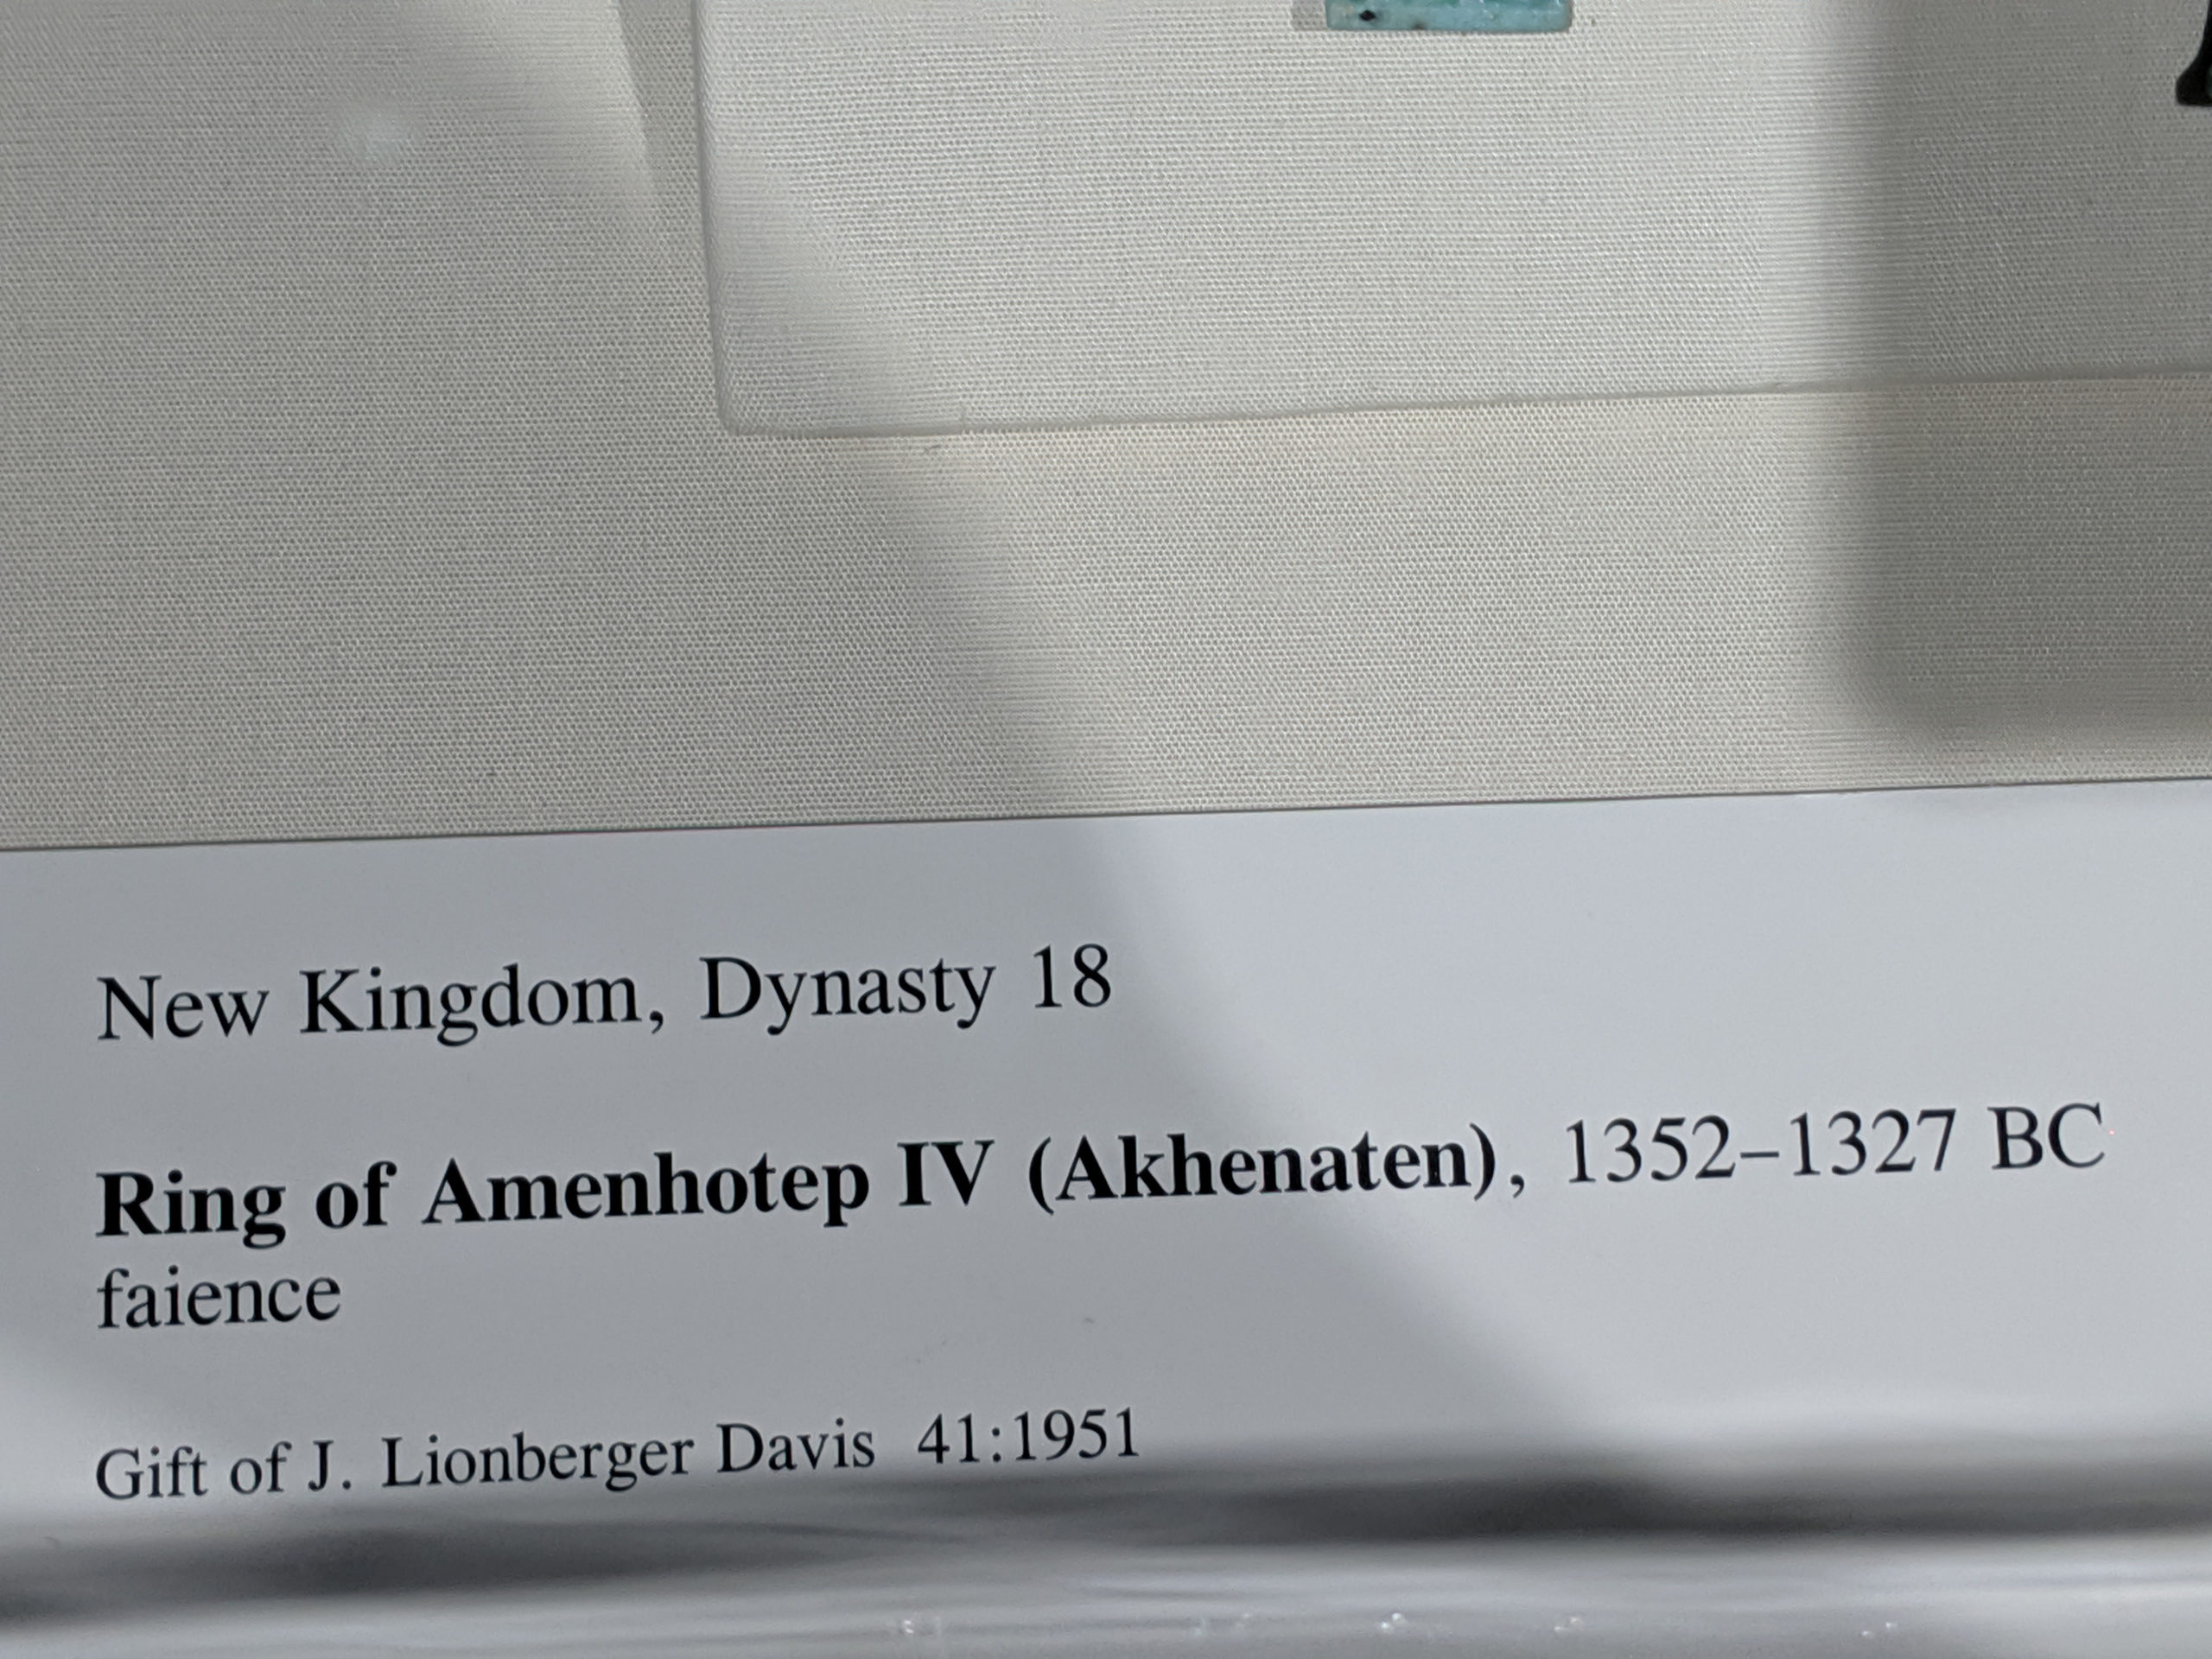 New Kingdom, Dynasty 18
Ring of Amenhotep IV (Akhenaten), 1352–1327 BC
faience
Gift of J. Lionberger Davis 41:1951